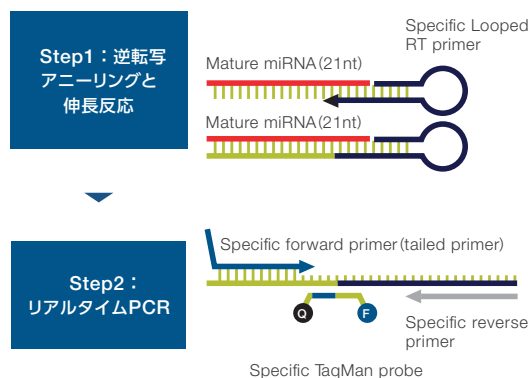 Step1：逆転写
アニーリングと
伸長反応
Specific Looped
RT primer
Mature miRNA(21nt)
Mature miRNA(21nt)
Step2：
リアルタイムPCR
Specific forward primer(tailed primer)
Q
F
Specific reverse
primer
Specific TaqMan probe